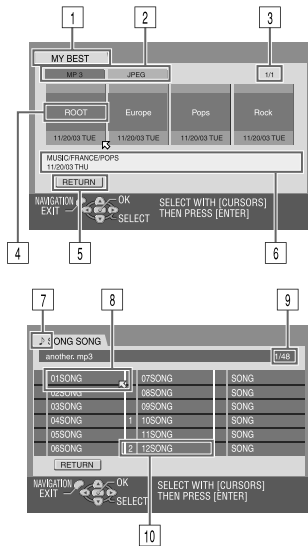 1
2
3
MY BEST
MP 3
JPEG
1/1
ROOT
Europe
Pops
Rock
11/20/03 TUE
11/20/03 TUE
11/20/03 TUE
11/20/03 TUE
MUSIC/FRANCE/POPS
11/20/03 THU
RETURN
NAVIGATION
EXIT
OK
SELECT
SELECT WITH [CURSORS]
THEN PRESS [ENTER]
4
5
6
7
8
9
SONG SONG
another. mp3
1/48
01SONG
07SONG
SONG
02SONG
08SONG
SONG
03SONG
09SONG
SONG
04SONG
1
10SONG
SONG
05SONG
11SONG
SONG
06SONG
2
12SONG
SONG
RETURN
NAVIGATION
EXIT
OK
SELECT
SELECT WITH [CURSORS]
THEN PRESS [ENTER]
10